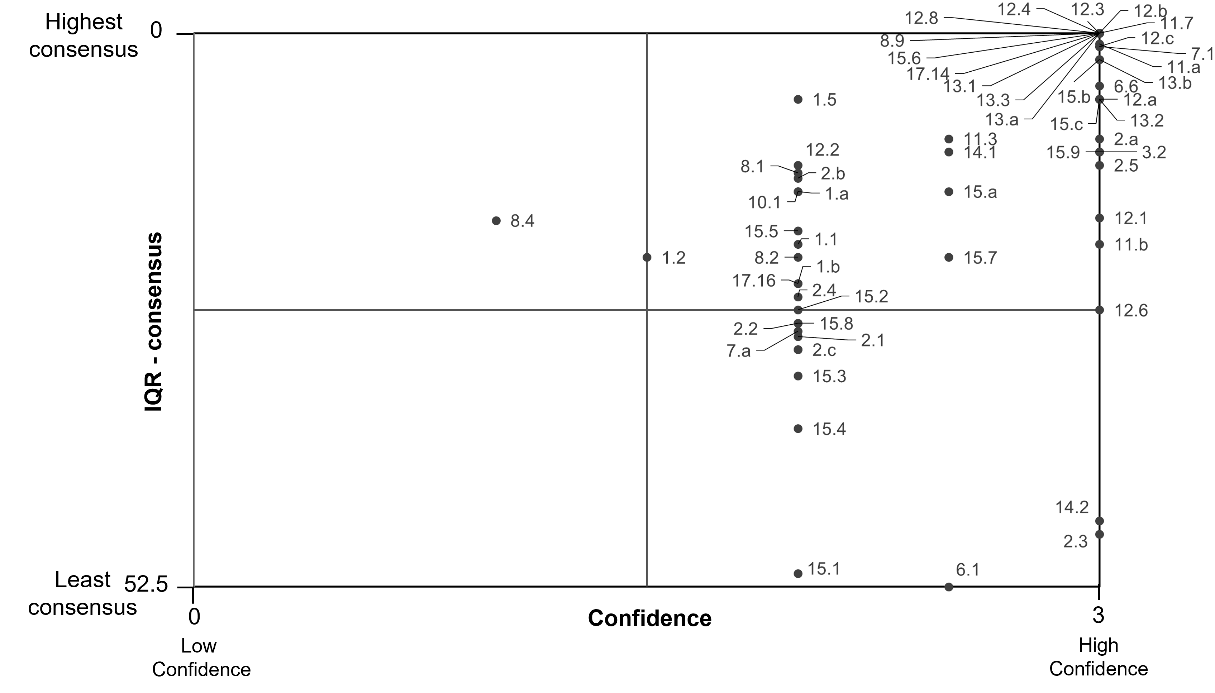 Highest
consensus
0
12.8
12.4
12.3
12.b
11.7
8.9
12.c
7.1
15.6
11.a
17.14
13.b
13.1
6.6
15.b
12.a
13.3
1.5
13.a
15.c
13.2
11.3
2.a
12.2
14.1
15.9
3.2
8.1
2.b
2.5
10.1
1.a
15.a
8.4
12.1
15.5
1.1
11.b
1.2
8.2
15.7
1.b
17.16
2.4
15.2
12.6
2.2
15.8
7.a
2.1
2.c
15.3
15.4
IQR - consensus
14.2
2.3
15.1
6.1
Least
consensus
52.5
0
Confidence
3
Low
Confidence
High
Confidence